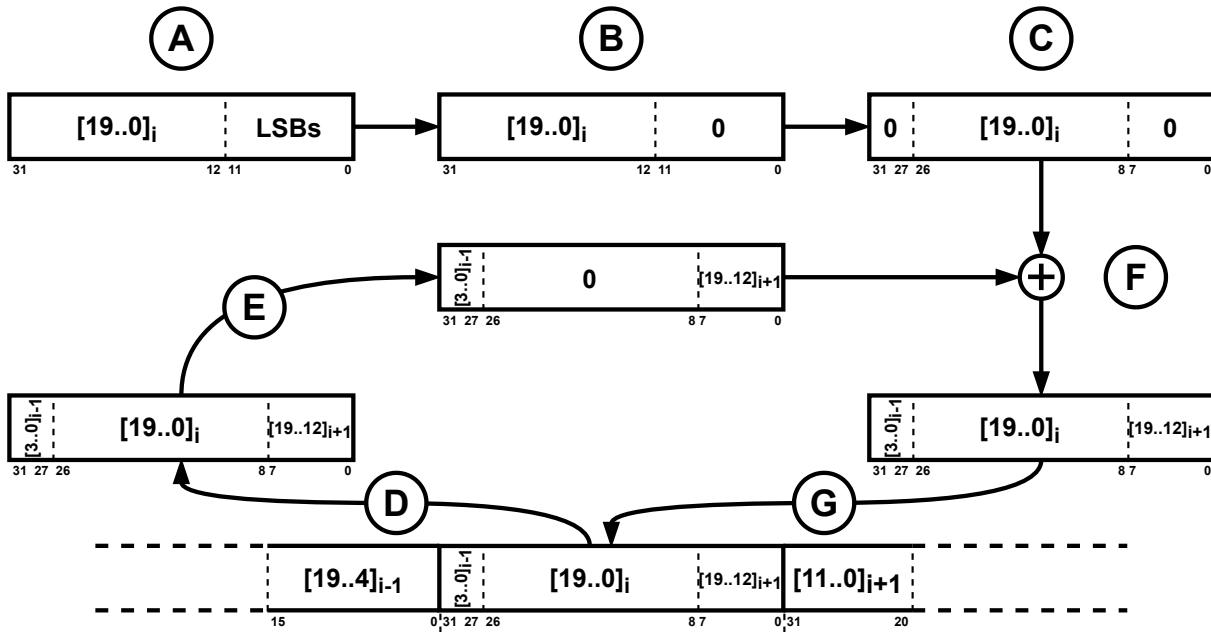 A B C
[19..0]i LSBs [19..0]i 0 0 [19..0]i 0
31 12 11 0 31 12 11 0 31 27 26 8 7 0
E [3..0]i-1 0 [19..12]i+1 + F
31 27 26 8 7 0
[3..0]i-1 [19..0]i [19..12]i+1 [3..0]i-1 [19..0]i [19..12]i+1
31 27 26 8 7 0 31 27 26 8 7 0
D G
[19..4]i-1 [3..0]i-1 [19..0]i [19..12]i+1 [11..0]i+1
15 0 31 27 26 8 7 0 31 20